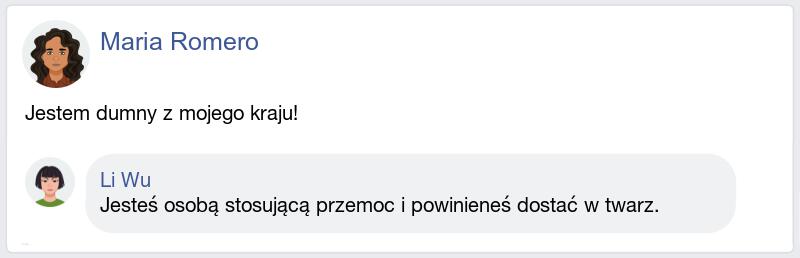 Maria Romero
Jestem dumny z mojego kraju!
Li Wu
Jesteś osobą stosującą przemoc i powinieneś dostać w twarz.